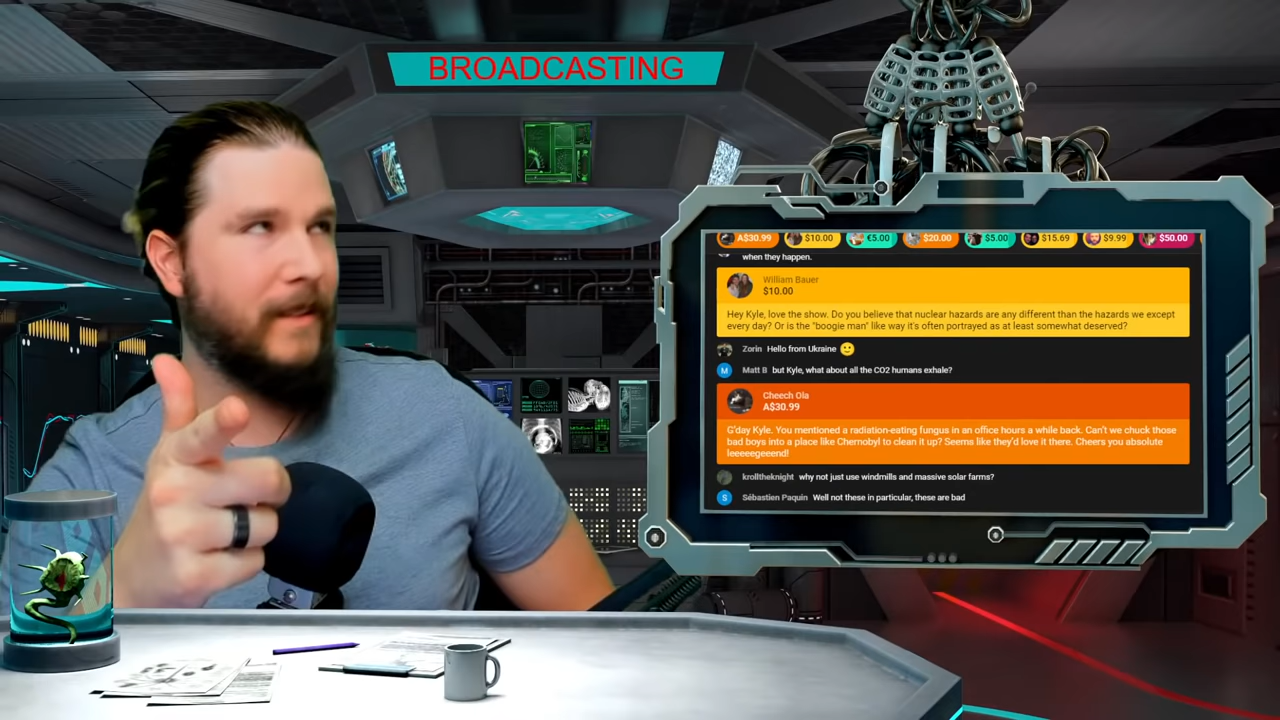 BROADCASTING
A$30.99 $10.00 €5.00 $20.00 $5.00 $15.69 $9.99 $50.00
when they happen.
William Bauer
$10.00
Hey Kyle, love the show. Do you believe that nuclear hazards are any different than the hazards we except
every day? Or is the "boogie man" like way it's often portrayed as at least somewhat deserved?
Zorin Hello from Ukraine
M Matt B but Kyle, what about all the CO2 humans exhale?
Cheech Ola
A$30.99
G'day Kyle. You mentioned a radiation-eating fungus in an office hours a while back. Can't we chuck those
bad boys into a place like Chernobyl to clean it up? Seems like they'd love it there. Cheers you absolute
leeeeegeeend!
krolltheknight why not just use windmills and massive solar farms?
S Sébastien Paquin Well not these in particular, these are bad